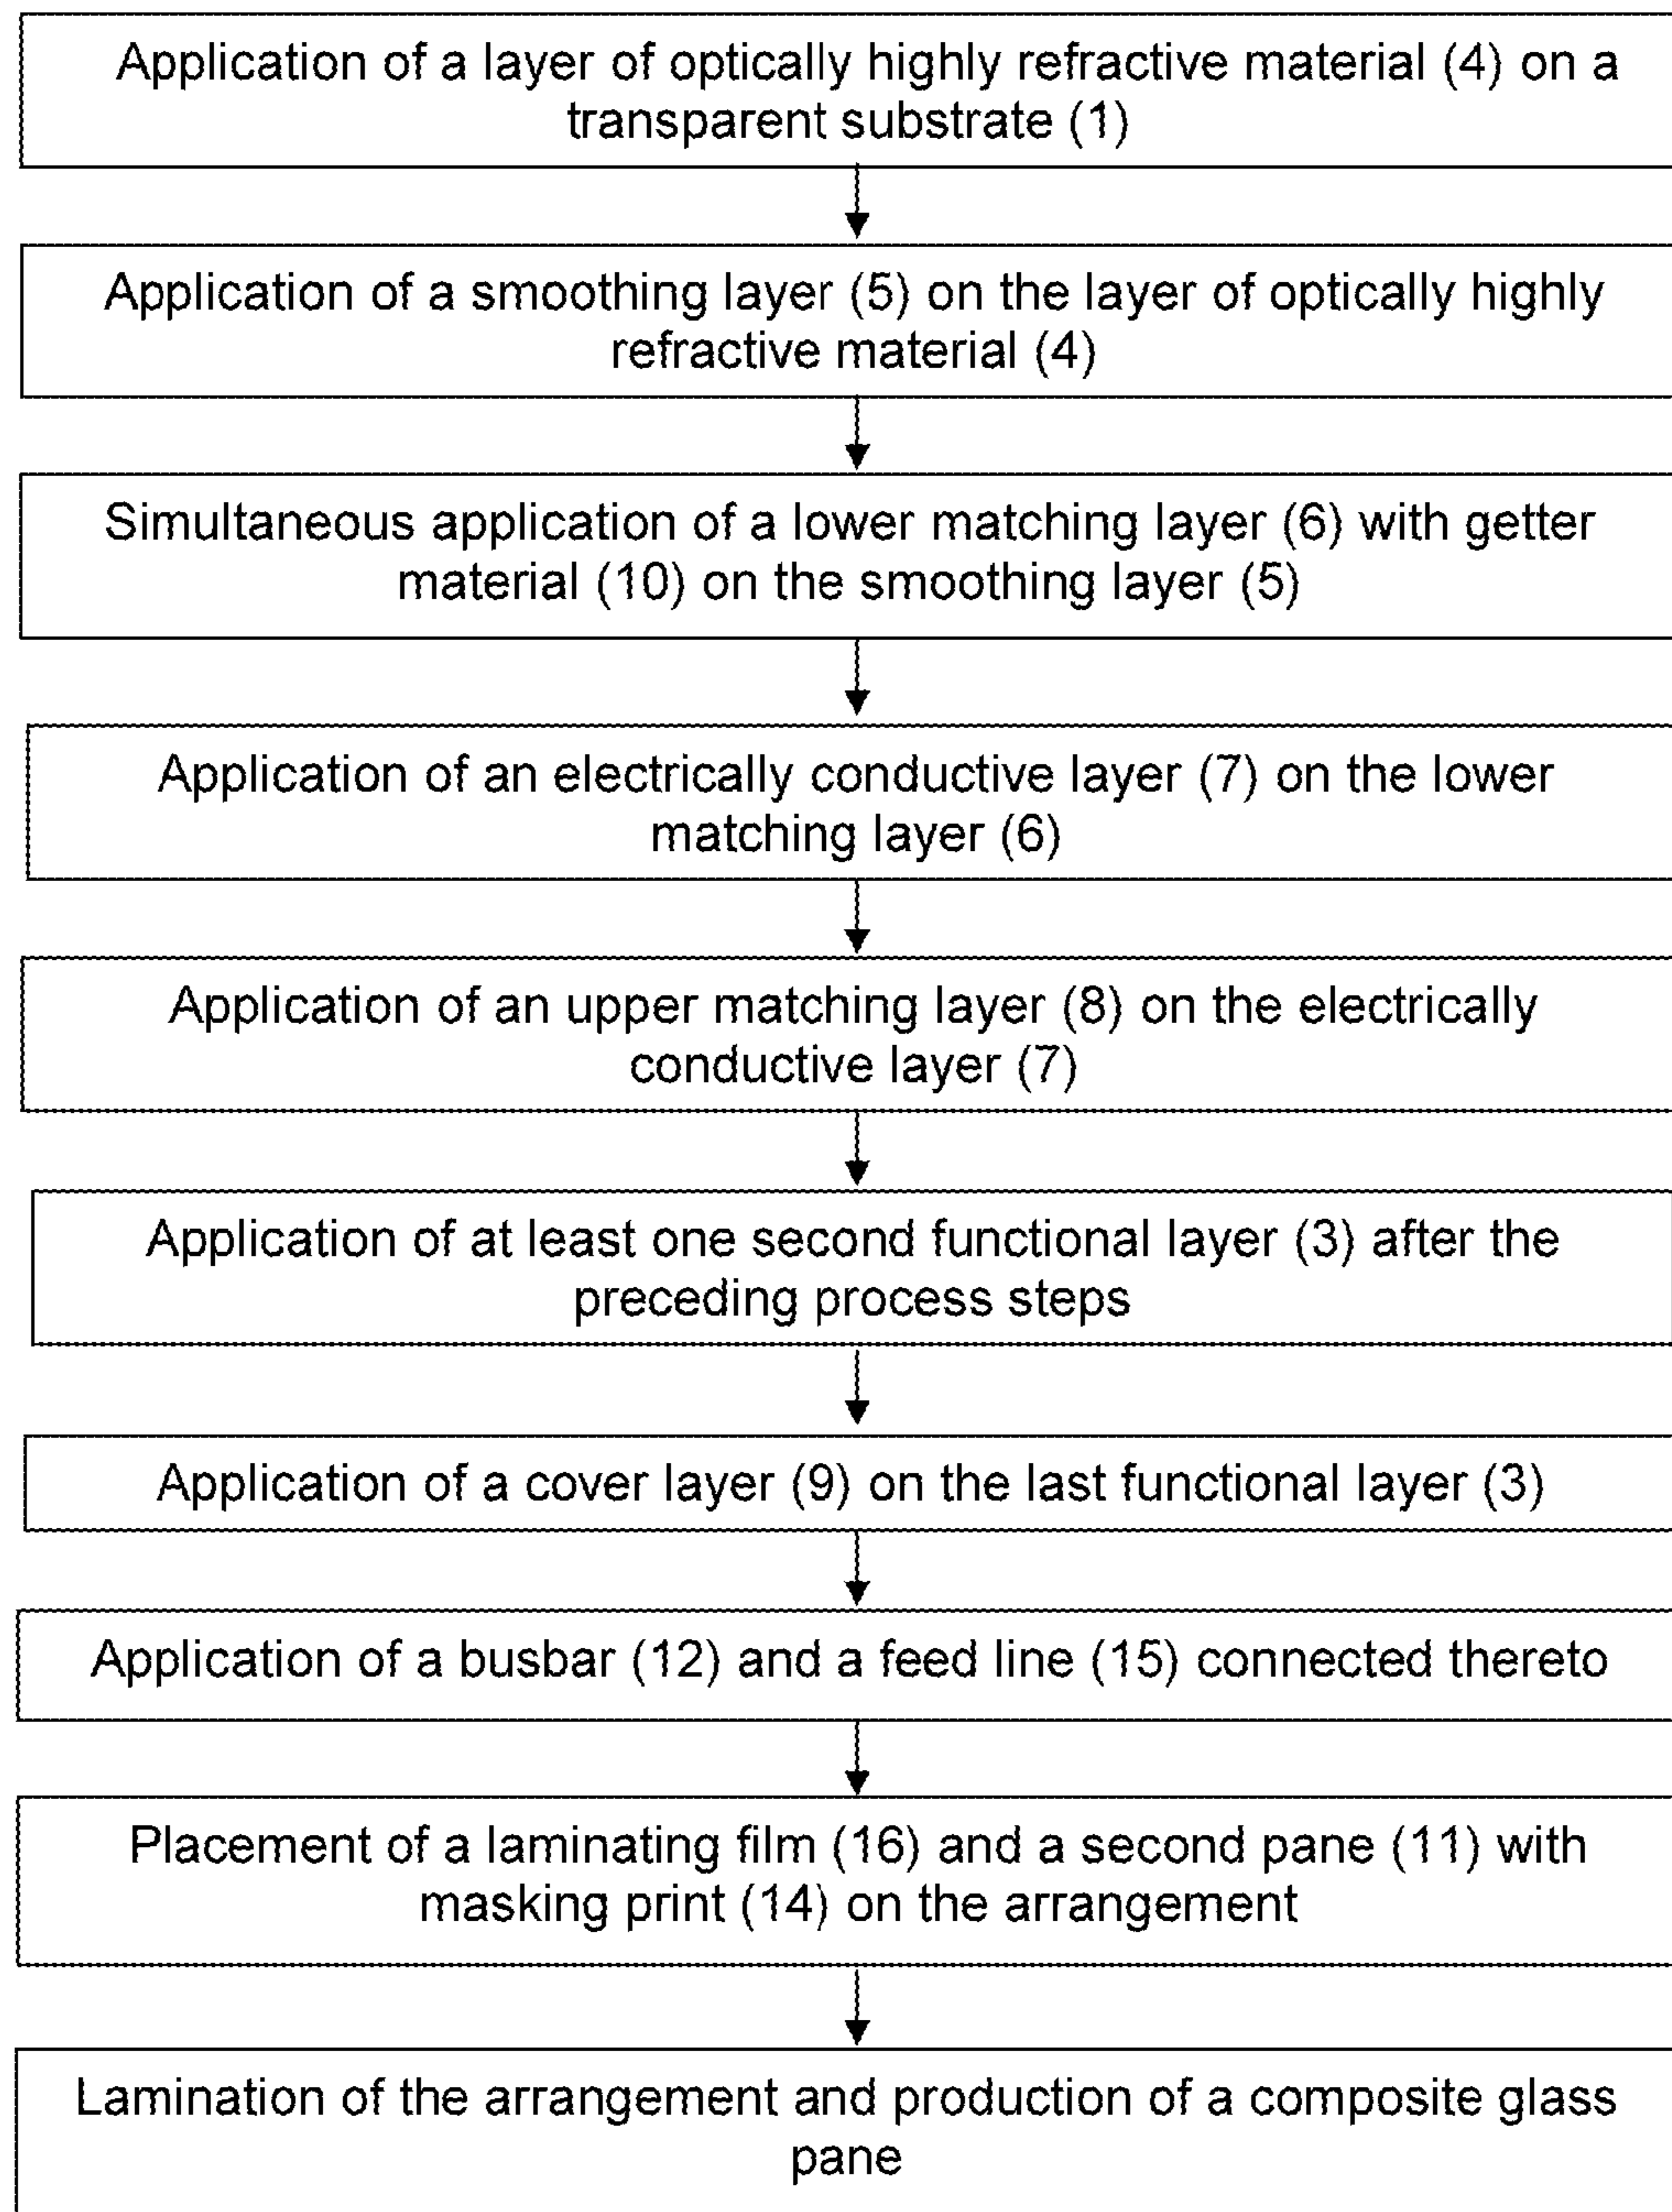 Application of a layer of optically highly refractive material (4) on a
transparent substrate (1)
Application of a smoothing layer (5) on the layer of optically highly
refractive material (4)
Simultaneous application of a lower matching layer (6) with getter
material (10) on the smoothing layer (5)
Application of an electrically conductive layer (7) on the lower
matching layer (6)
Application of an upper matching layer (8) on the electrically
conductive layer (7)
Application of at least one second functional layer (3) after the
preceding process steps
Application of a cover layer (9) on the last functional layer (3)
Application of a busbar (12) and a feed line (15) connected thereto
Placement of a laminating film (16) and a second pane (11) with
masking print (14) on the arrangement
Lamination of the arrangement and production of a composite glass
pane